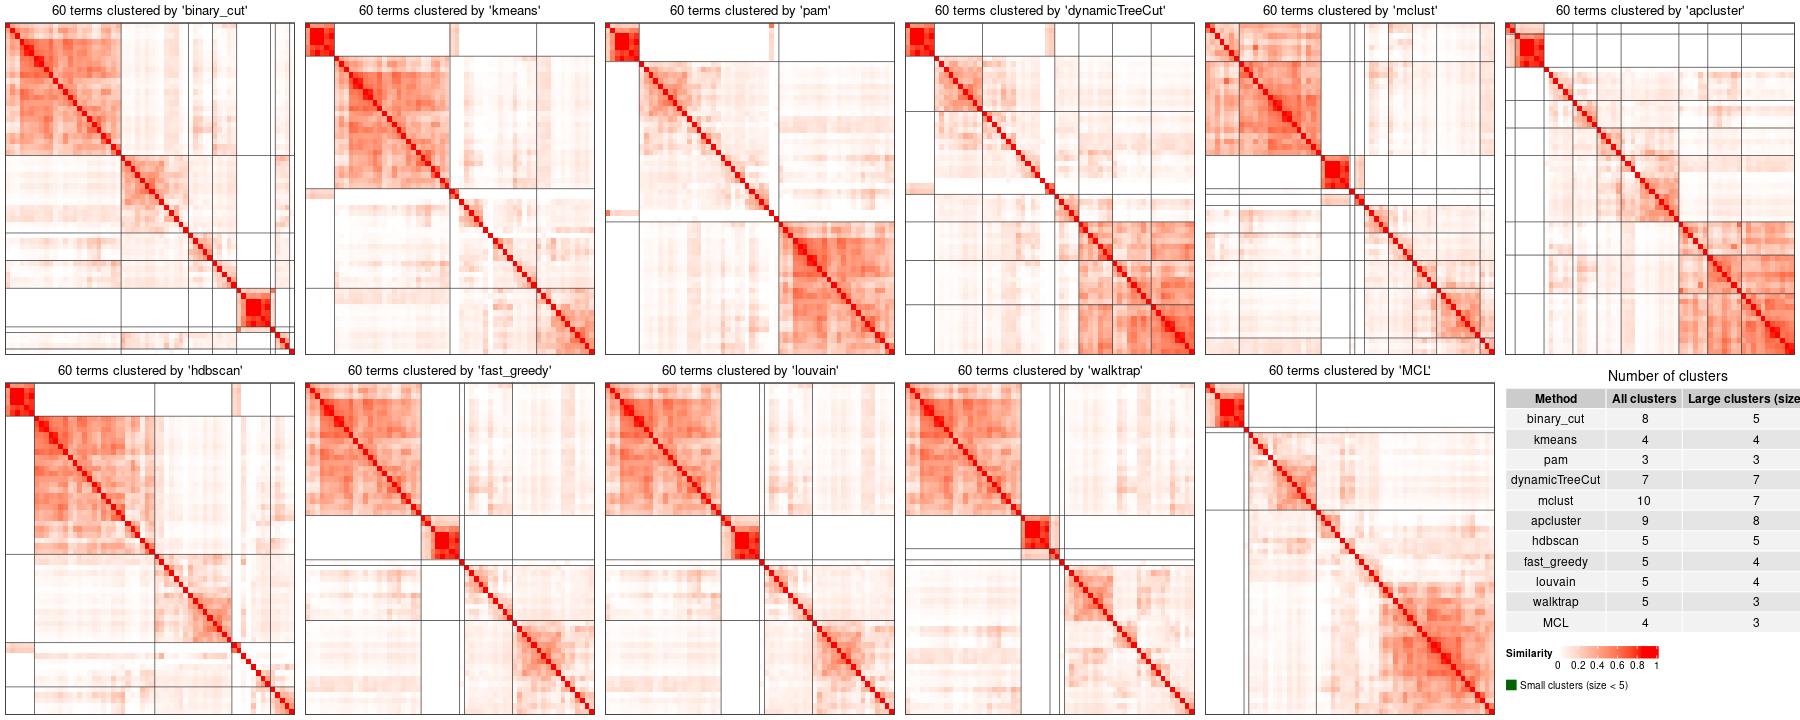 60 terms clustered by 'binary_cut'
60 terms clustered by 'kmeans'
60 terms clustered by 'pam'
60 terms clustered by 'dynamicTreeCut'
60 terms clustered by 'mclust'
60 terms clustered by 'apcluster'
60 terms clustered by 'hdbscan'
60 terms clustered by 'fast_greedy'
60 terms clustered by 'louvain'
60 terms clustered by 'walktrap'
60 terms clustered by 'MCL'
Number of clusters
Method All clusters Large clusters (size
binary_cut 8 5
kmeans 4 4
pam 3 3
dynamicTreeCut 7 7
mclust 10 7
apcluster 9 8
hdbscan 5 5
fast_greedy 5 4
louvain 5 4
walktrap 5 3
MCL 4 3
Similarity
0 0.2 0.4 0.6 0.8 1
Small clusters (size < 5)